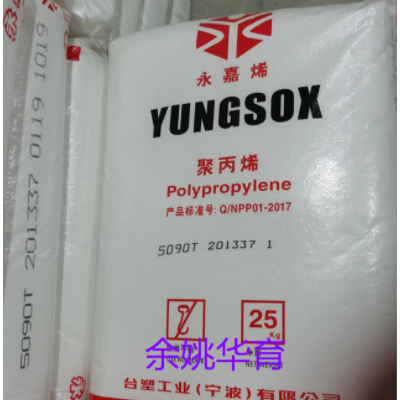 5090T 201337 0119 1019
永嘉烯
YUNGSOX
聚丙烯
Polypropylene
产品标准号: Q/NPP01-2017
5090T 201337 1
25
Kg
余姚华育
NET WEIGHT
台塑工业(宁波)有限公司